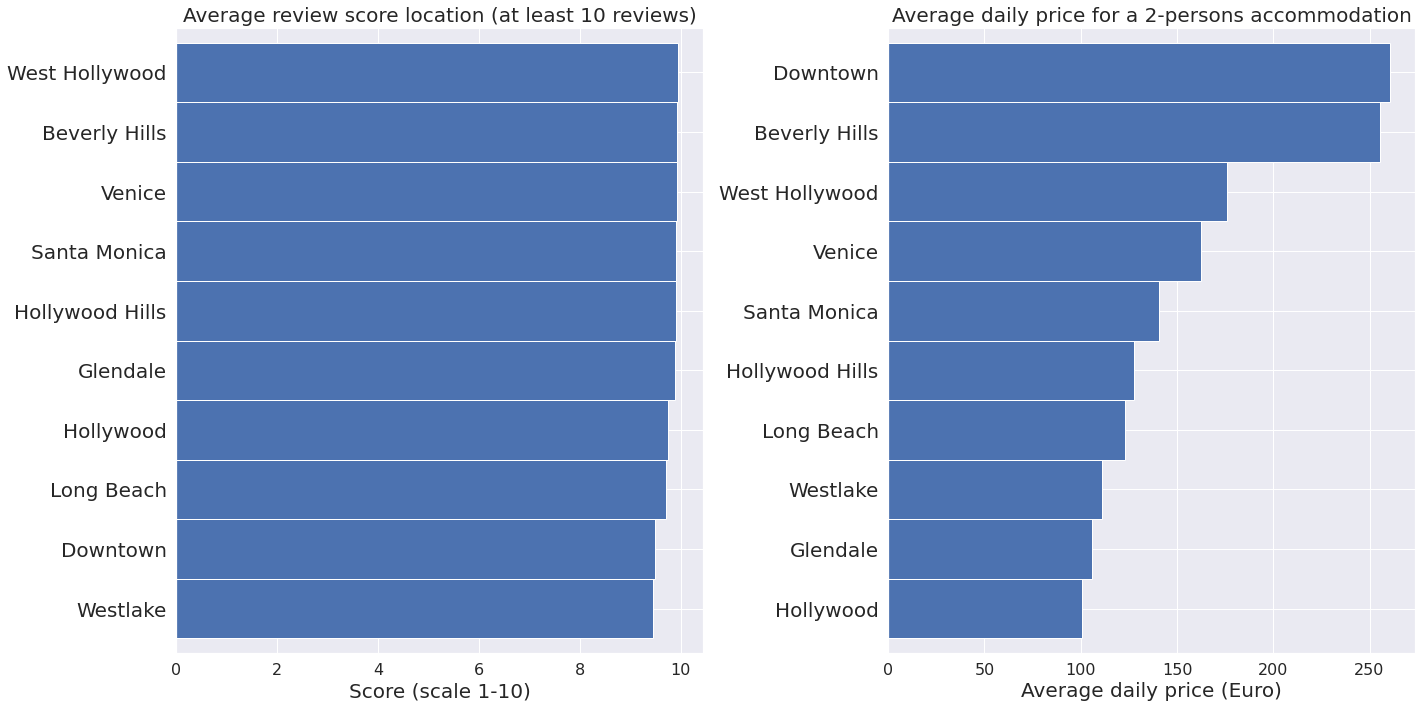 Average review score location (at least 10 reviews)
West Hollywood
Beverly Hills
Venice
Santa Monica
Hollywood Hills
Glendale
Hollywood
Long Beach
Downtown
Westlake
0 2 4 6 8 10
Score (scale 1-10)
Average daily price for a 2-persons accommodation
Downtown
Beverly Hills
West Hollywood
Venice
Santa Monica
Hollywood Hills
Long Beach
Westlake
Glendale
Hollywood
0 50 100 150 200 250
Average daily price (Euro)